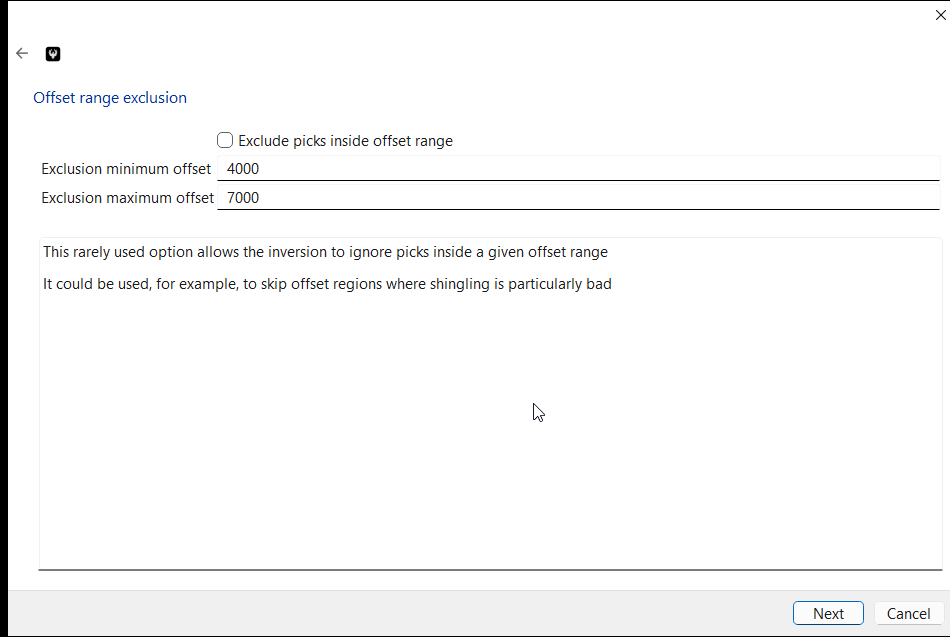 Offset range exclusion
Exclude picks inside offset range
Exclusion minimum offset 4000
Exclusion maximum offset 7000
This rarely used option allows the inversion to ignore picks inside a given offset range
It could be used, for example, to skip offset regions where shingling is particularly bad
Next Cancel